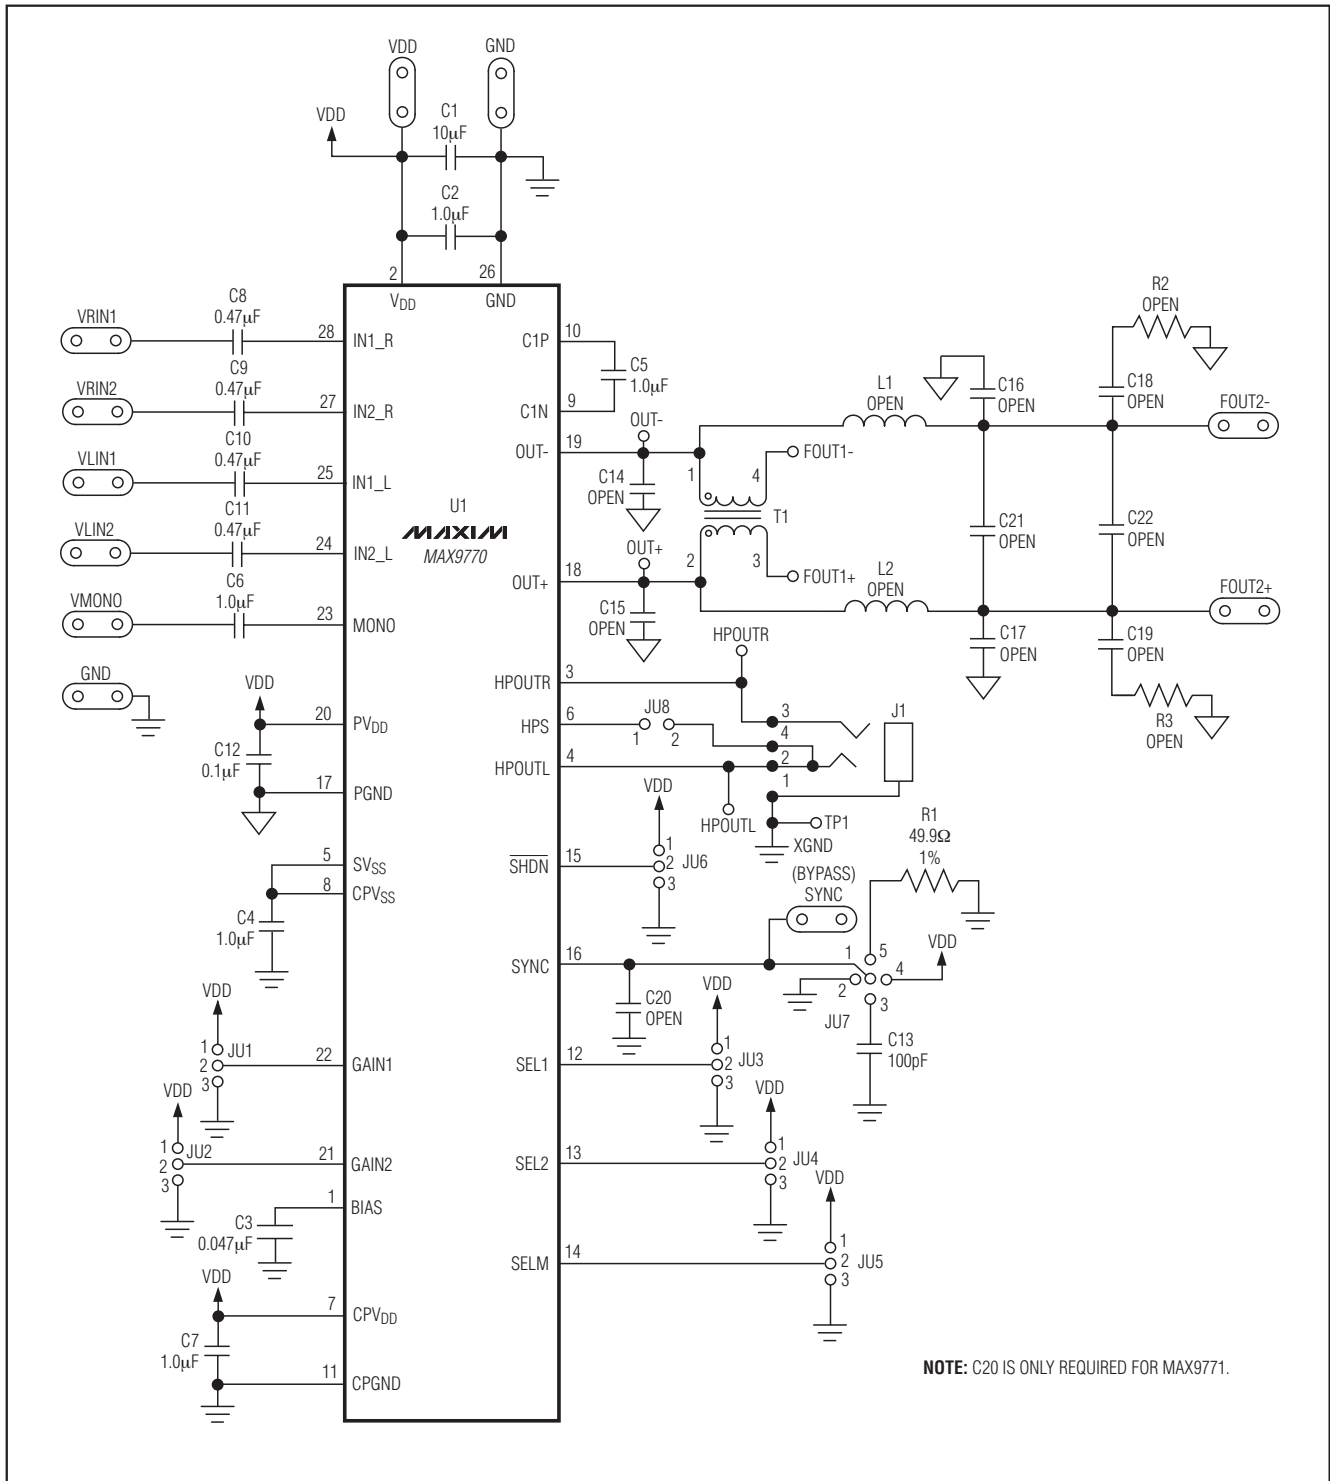 VDD
GND
VDD
C1
10µF
C2
1.0µF
2
26
VDD
GND
U1
MAXIM
MAX9770
VRIN1
C8
0.47µF
28
IN1_R
VRIN2
C9
0.47µF
27
IN2_R
VLIN1
C10
0.47µF
25
IN1_L
VLIN2
C11
0.47µF
24
IN2_L
VMONO
C6
1.0µF
23
MONO
GND
VDD
20
PVDD
C12
0.1µF
17
PGND
5
SVSS
8
CPVSS
C4
1.0µF
VDD
1
2
3
JU1
22
GAIN1
VDD
1
2
3
JU2
21
GAIN2
1
BIAS
C3
0.047µF
VDD
7
CPVDD
C7
1.0µF
11
CPGND
10
C1P
C5
1.0µF
9
C1N
OUT-
19
OUT-
C14
OPEN
1
4
FOUT1-
T1
OUT+
18
OUT+
2
3
FOUT1+
C15
OPEN
L1
OPEN
L2
OPEN
C16
OPEN
C18
OPEN
R2
OPEN
FOUT2-
C21
OPEN
C22
OPEN
FOUT2+
C17
OPEN
C19
OPEN
R3
OPEN
HPOUTR
3
HPOUTR
6
HPS
JU8
1
2
4
HPOUTL
HPOUTL
3
4
2
1
J1
TP1
XGND
VDD
15
SHDN
1
2
3
JU6
(BYPASS)
SYNC
R1
49.9Ω
1%
16
SYNC
C20
OPEN
1
5
4
2
3
VDD
JU7
C13
100pF
VDD
12
SEL1
1
2
3
JU3
VDD
13
SEL2
1
2
3
JU4
VDD
14
SELM
1
2
3
JU5
NOTE: C20 IS ONLY REQUIRED FOR MAX9771.